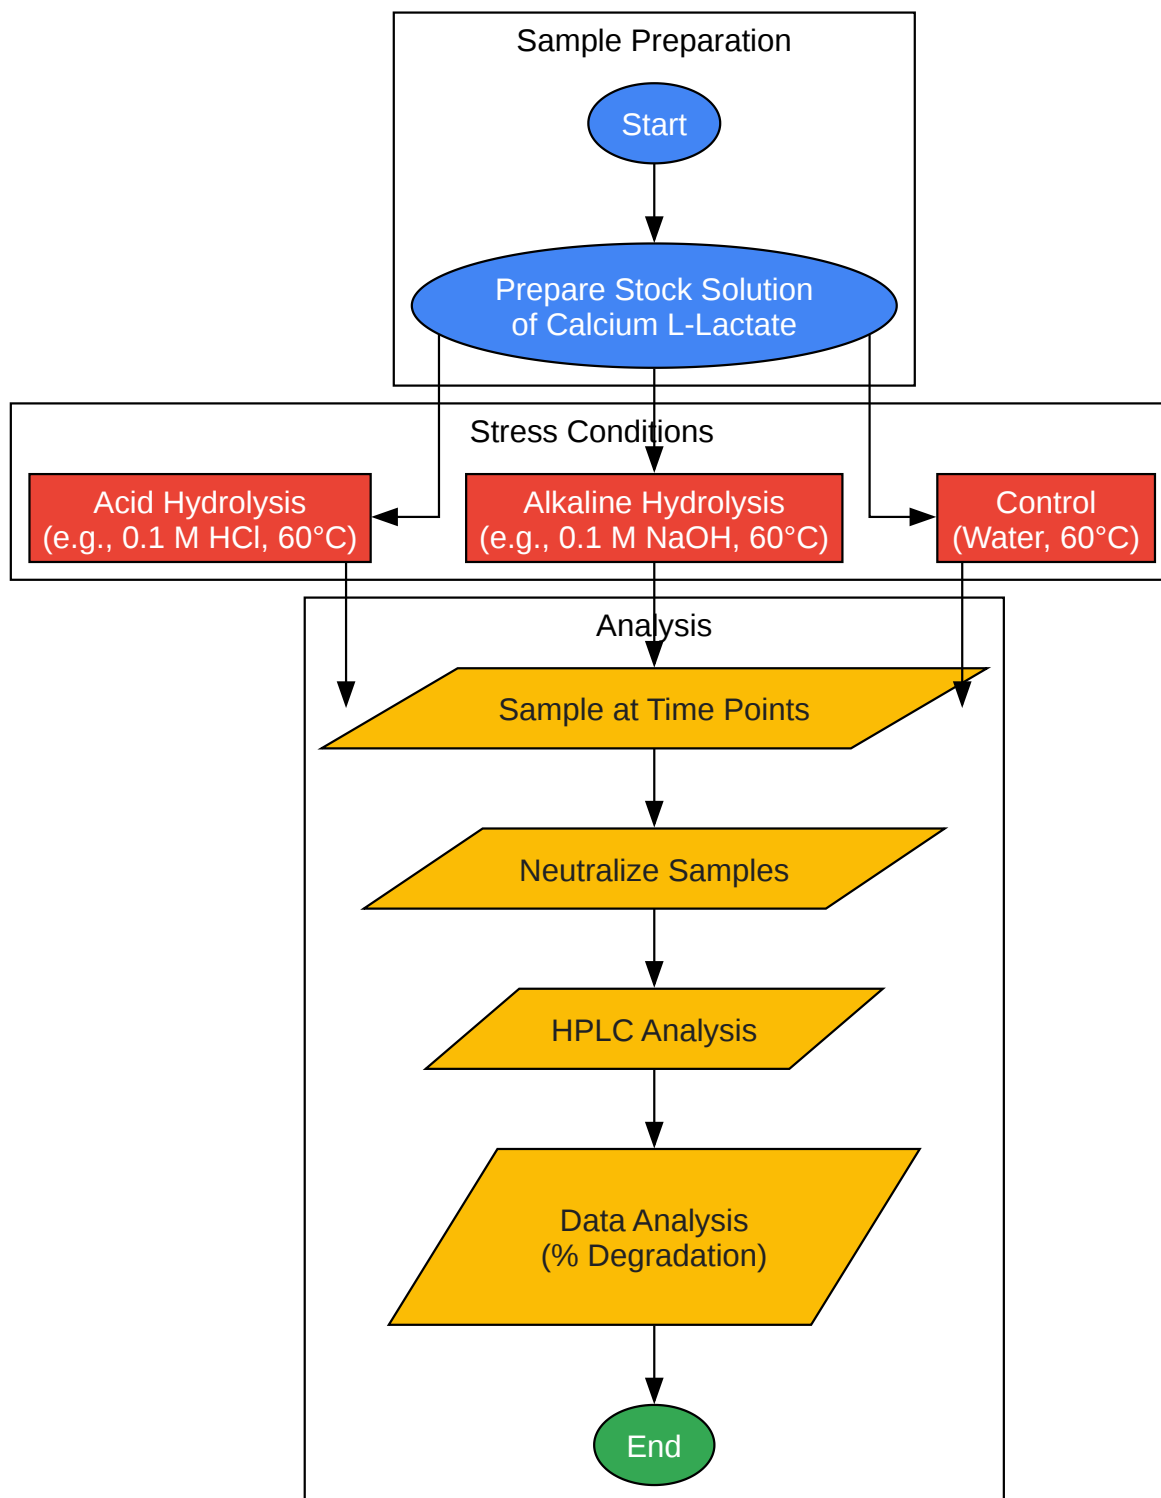 Sample Preparation
Start
Prepare Stock Solution
of Calcium L-Lactate
Stress Conditions
Acid Hydrolysis
(e.g., 0.1 M HCl, 60°C)
Alkaline Hydrolysis
(e.g., 0.1 M NaOH, 60°C)
Control
(Water, 60°C)
Analysis
Sample at Time Points
Neutralize Samples
HPLC Analysis
Data Analysis
(% Degradation)
End